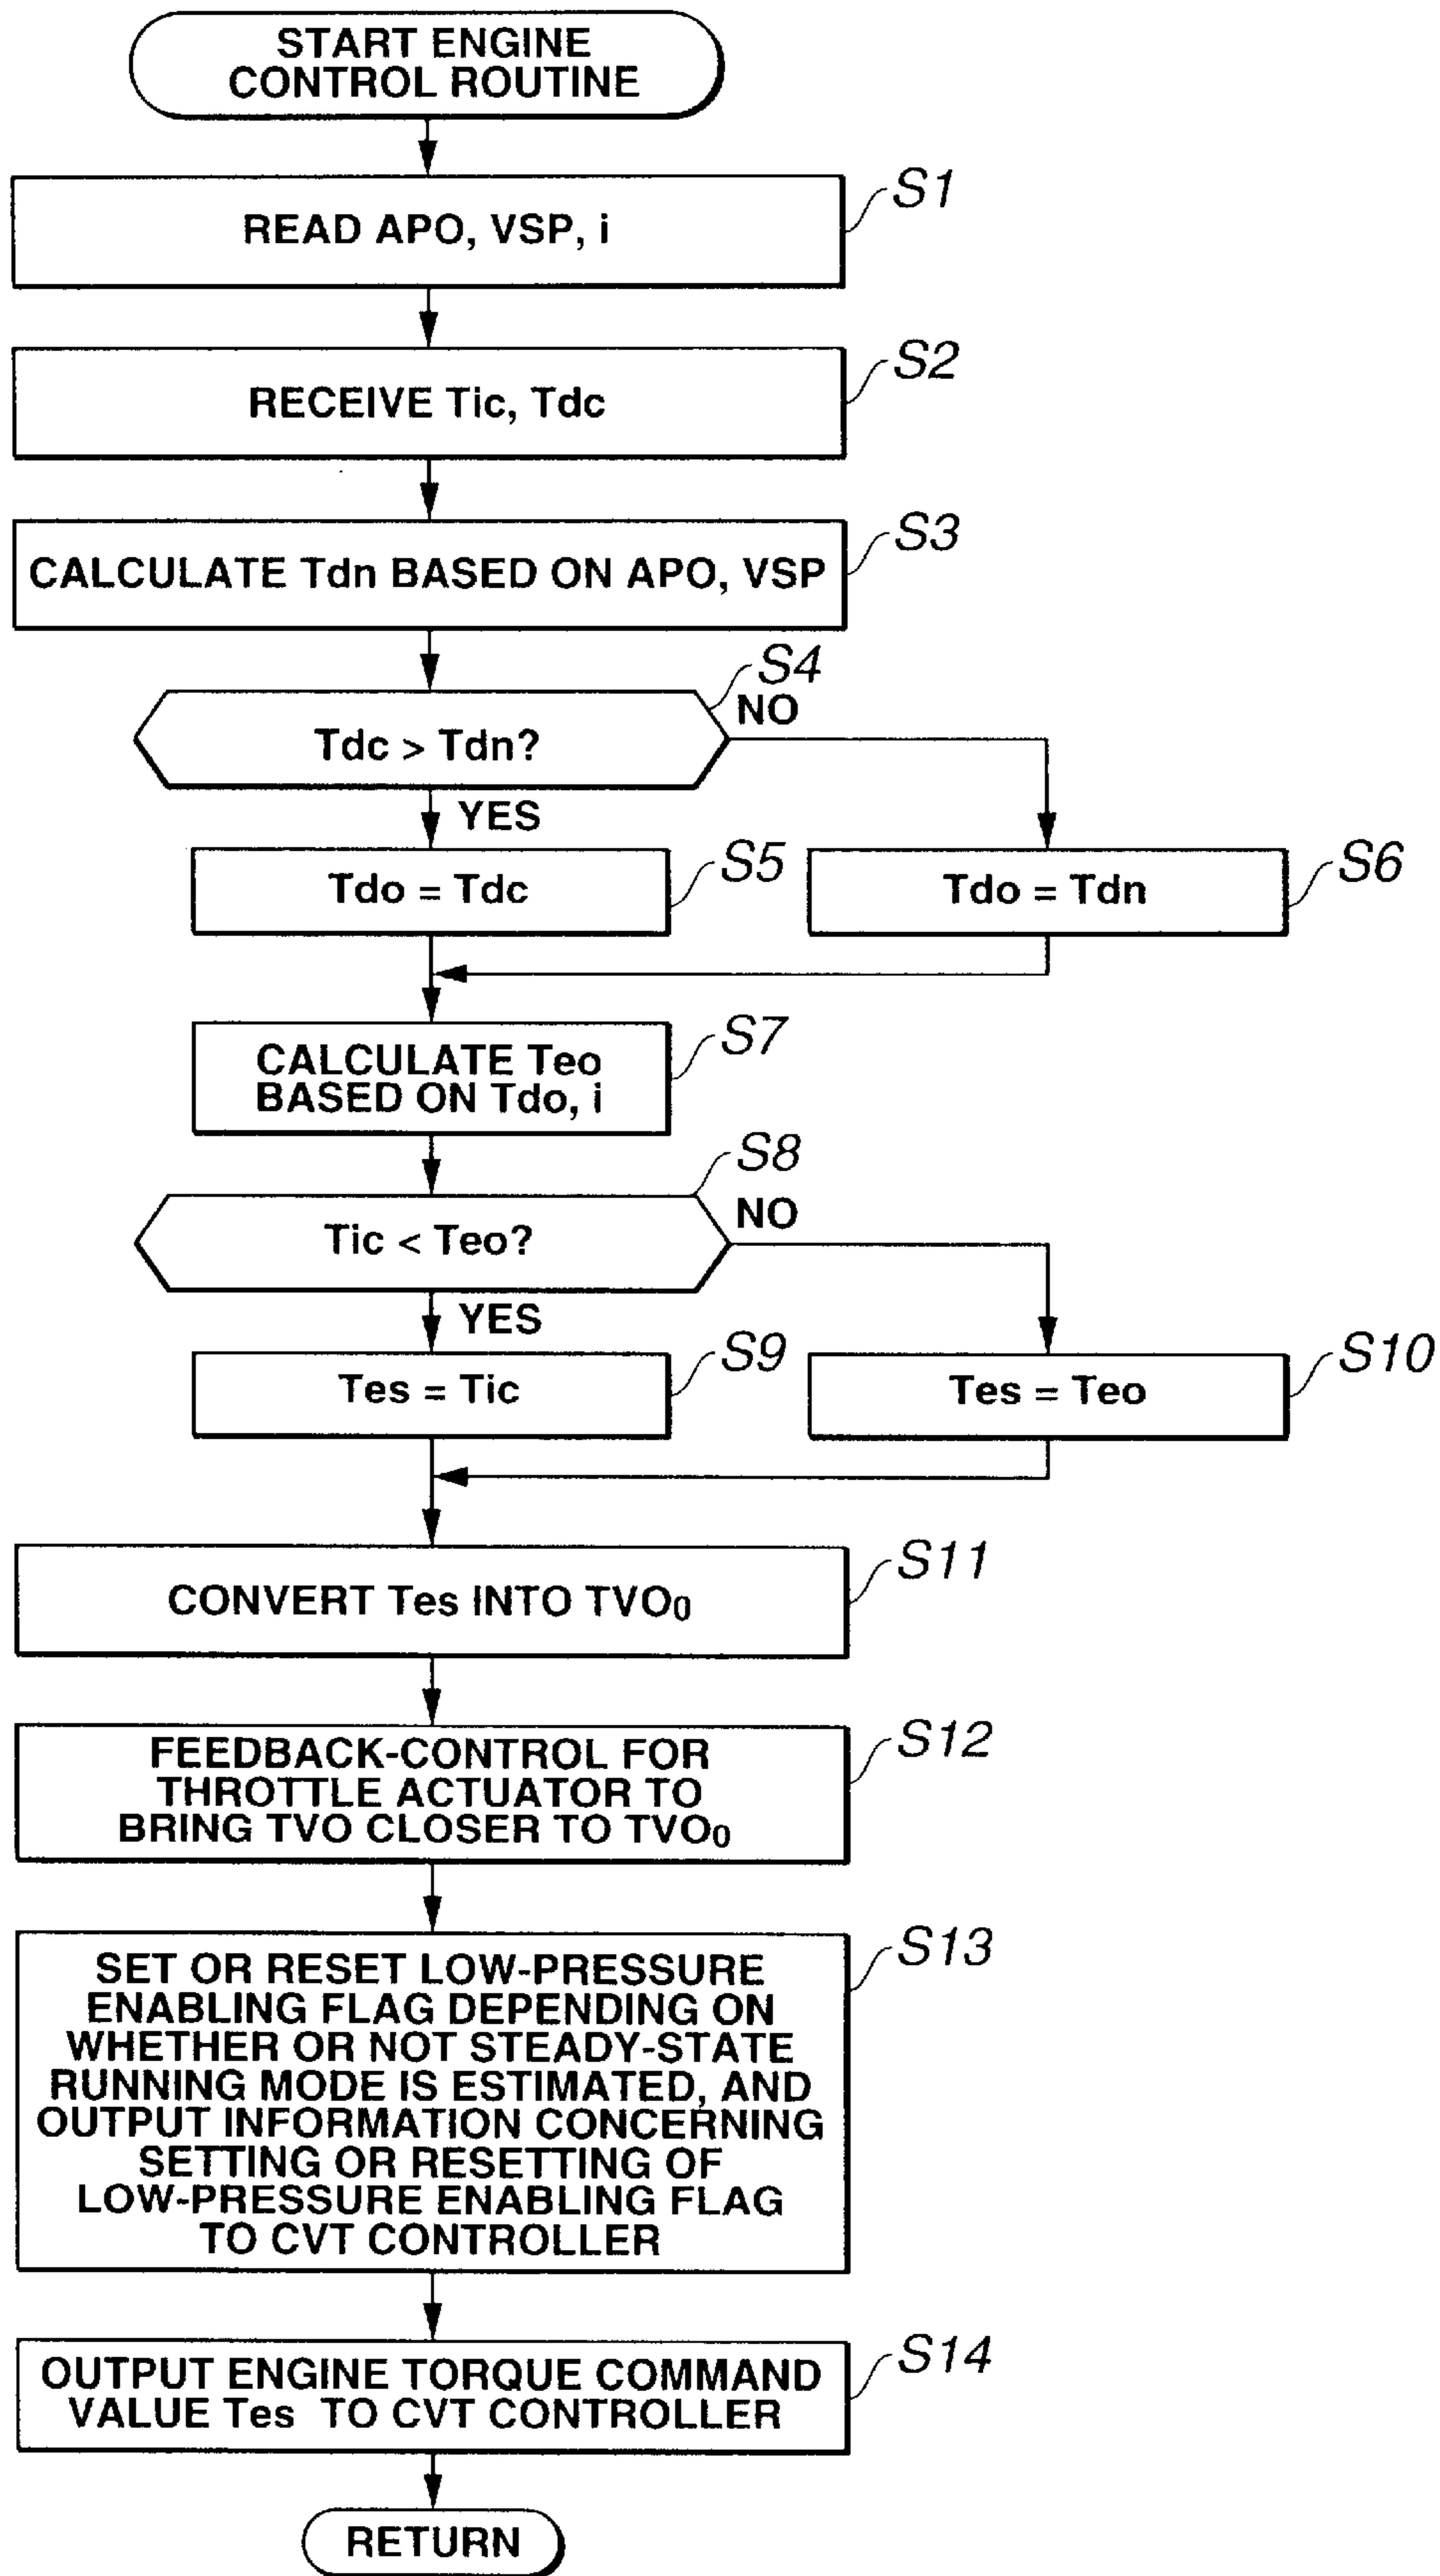 START ENGINE
CONTROL ROUTINE
S1
READ APO, VSP, i
S2
RECEIVE Tic, Tdc
S3
CALCULATE Tdn BASED ON APO, VSP
S4
NO
Tdc > Tdn?
YES
S5
Tdo = Tdc
S6
Tdo = Tdn
S7
CALCULATE Teo
BASED ON Tdo, i
S8
NO
Tic < Teo?
YES
S9
Tes = Tic
S10
Tes = Teo
S11
CONVERT Tes INTO TVO₀
S12
FEEDBACK-CONTROL FOR
THROTTLE ACTUATOR TO
BRING TVO CLOSER TO TVO₀
S13
SET OR RESET LOW-PRESSURE
ENABLING FLAG DEPENDING ON
WHETHER OR NOT STEADY-STATE
RUNNING MODE IS ESTIMATED, AND
OUTPUT INFORMATION CONCERNING
SETTING OR RESETTING OF
LOW-PRESSURE ENABLING FLAG
TO CVT CONTROLLER
S14
OUTPUT ENGINE TORQUE COMMAND
VALUE Tes TO CVT CONTROLLER
RETURN